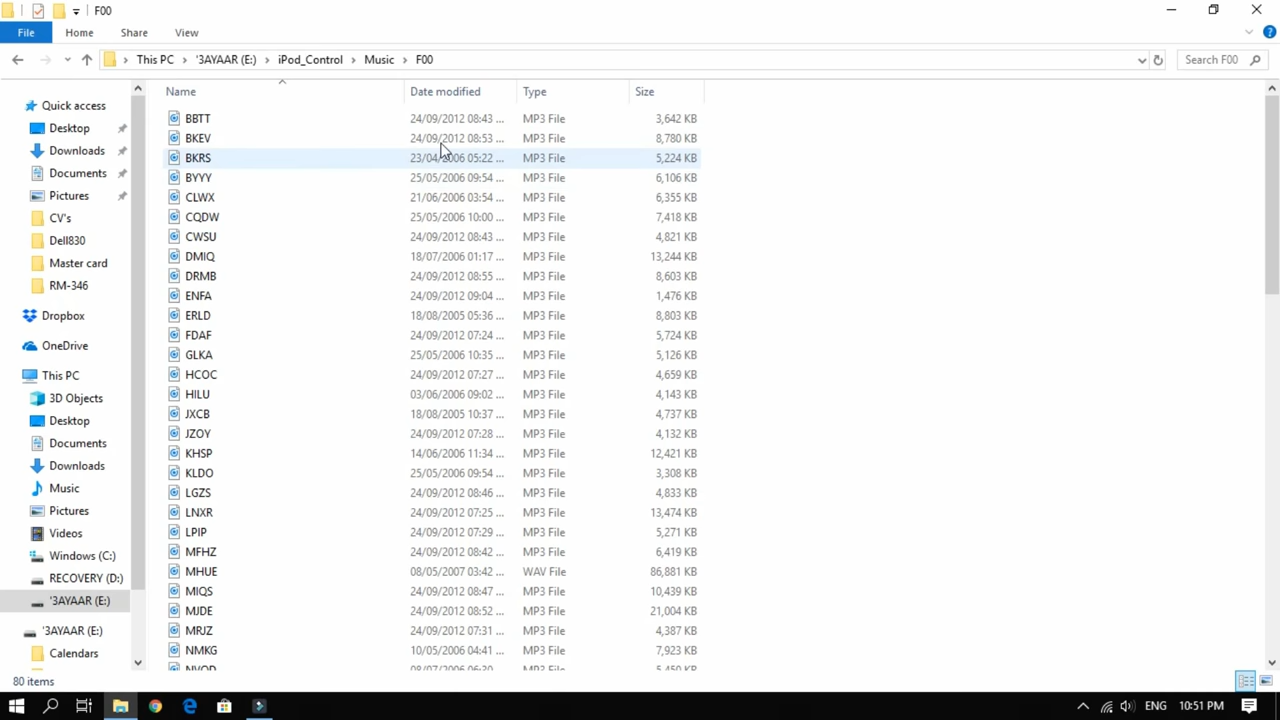 F00
File Home Share View
This PC > '3AYAAR (E:) > iPod_Control > Music > F00 Search F00
Name Date modified Type Size
Quick access
Desktop
Downloads
Documents
Pictures
CV's
Dell830
Master card
RM-346
Dropbox
OneDrive
This PC
3D Objects
Desktop
Documents
Downloads
Music
Pictures
Videos
Windows (C:)
RECOVERY (D:)
'3AYAAR (E:)
'3AYAAR (E:)
Calendars
BBTT 24/09/2012 08:43 ... MP3 File 3,642 KB
BKEV 24/09/2012 08:53 ... MP3 File 8,780 KB
BKRS 23/04/2006 05:22 ... MP3 File 5,224 KB
BYYY 25/05/2006 09:54 ... MP3 File 6,106 KB
CLWX 21/06/2006 03:54 ... MP3 File 6,355 KB
CQDW 25/05/2006 10:00 ... MP3 File 7,418 KB
CWSU 24/09/2012 08:43 ... MP3 File 4,821 KB
DMIQ 18/07/2006 01:17 ... MP3 File 13,244 KB
DRMB 24/09/2012 08:55 ... MP3 File 8,603 KB
ENFA 24/09/2012 09:04 ... MP3 File 1,476 KB
ERLD 18/08/2005 05:36 ... MP3 File 8,803 KB
FDAF 24/09/2012 07:24 ... MP3 File 5,724 KB
GLKA 25/05/2006 10:35 ... MP3 File 5,126 KB
HCOC 24/09/2012 07:27 ... MP3 File 4,659 KB
HILU 03/06/2006 09:02 ... MP3 File 4,143 KB
JXCB 18/08/2005 10:37 ... MP3 File 4,737 KB
JZOY 24/09/2012 07:28 ... MP3 File 4,132 KB
KHSP 14/06/2006 11:34 ... MP3 File 12,421 KB
KLDO 25/05/2006 09:54 ... MP3 File 3,308 KB
LGZS 24/09/2012 08:46 ... MP3 File 4,833 KB
LNXR 24/09/2012 07:25 ... MP3 File 13,474 KB
LPIP 24/09/2012 07:29 ... MP3 File 5,271 KB
MFHZ 24/09/2012 08:42 ... MP3 File 6,419 KB
MHUE 08/05/2007 03:42 ... WAV File 86,881 KB
MIQS 24/09/2012 08:47 ... MP3 File 10,439 KB
MJDE 24/09/2012 08:52 ... MP3 File 21,004 KB
MRJZ 24/09/2012 07:31 ... MP3 File 4,387 KB
NMKG 10/05/2006 04:41 ... MP3 File 7,923 KB
08/07/2006 06:30 ... MP3 File 5,450 KB
80 items
ENG 10:51 PM